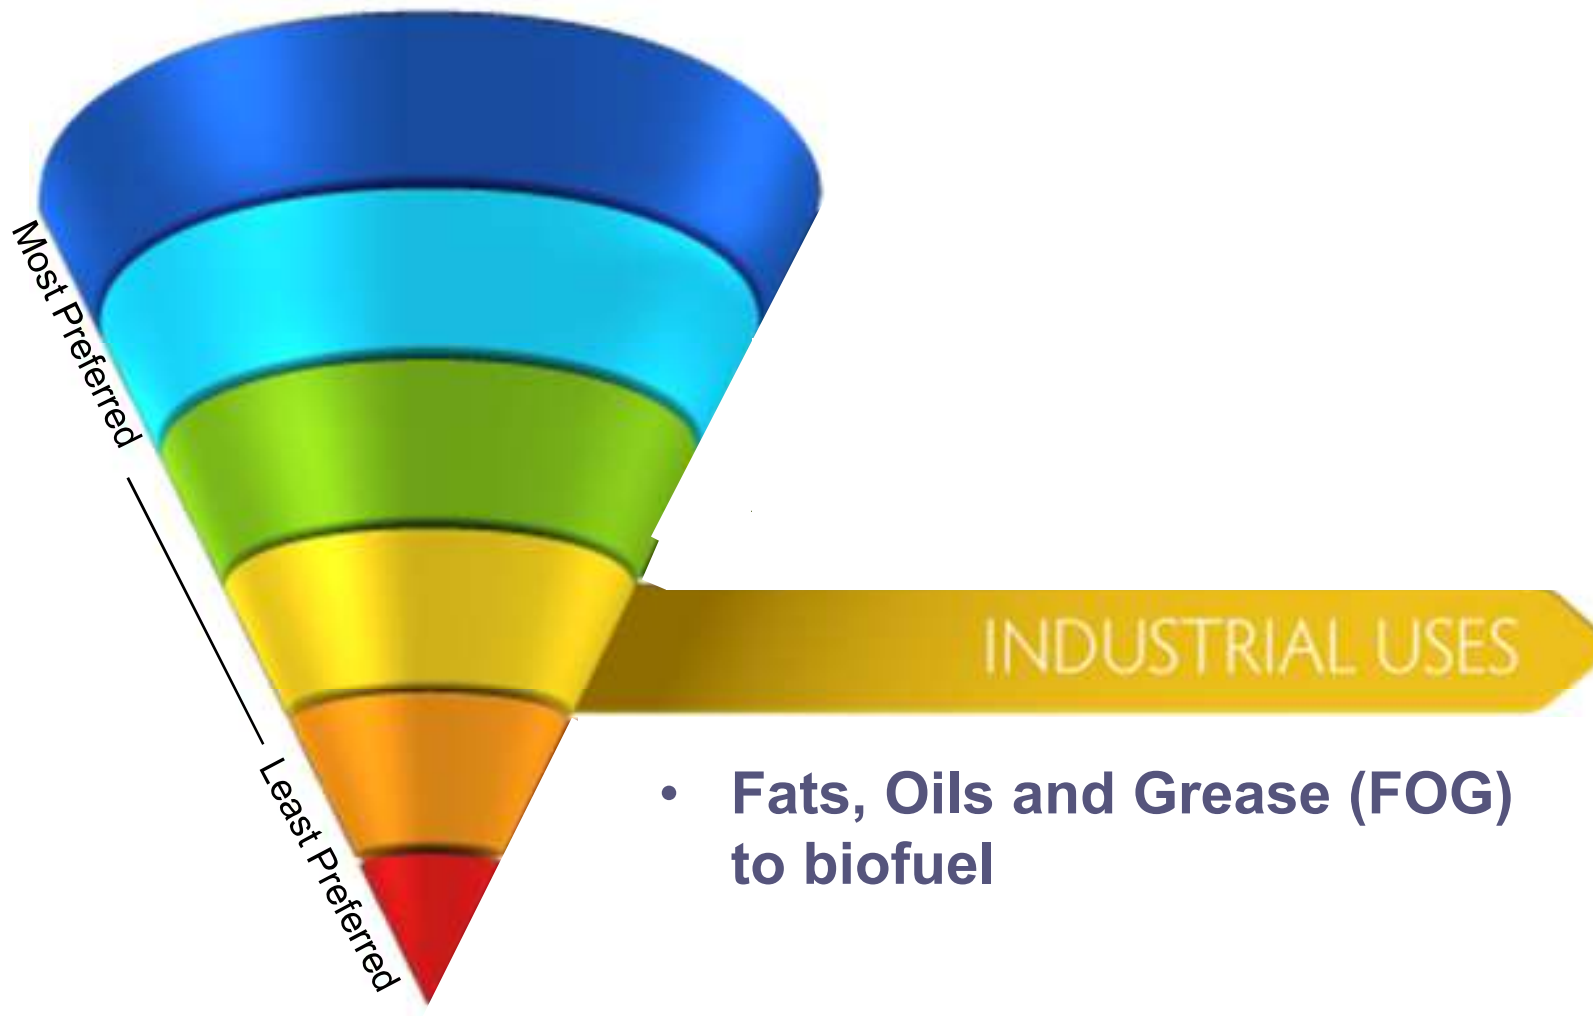 Most Preferred
Least Preferred
INDUSTRIAL USES
• Fats, Oils and Grease (FOG)
to biofuel